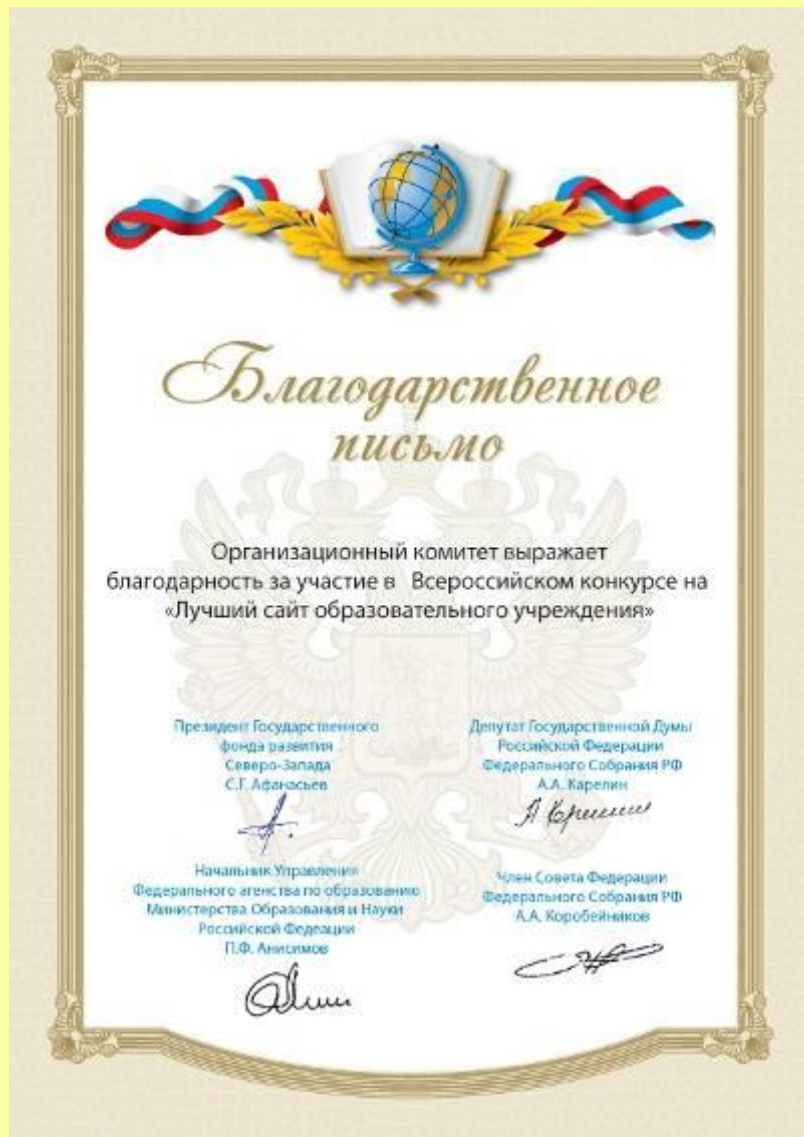 Благодарственное
письмо
Организационный комитет выражает
благодарность за участие в Всероссийском конкурсе на
«Лучший сайт образовательного учреждения»
Президент Государственного
фонда развития
Северо-Запада
С.Г. Афанасьев
Депутат Государственной Думы
Российской Федерации
Федерального Собрания РФ
А.А. Карелин
Начальник Управления
Федерального агенства по образованию
Министерства Образования и Науки
Российской Федеации
П.Ф. Анисимов
Член Совета Федерации
Федерального Собрания РФ
А.А. Коробейников